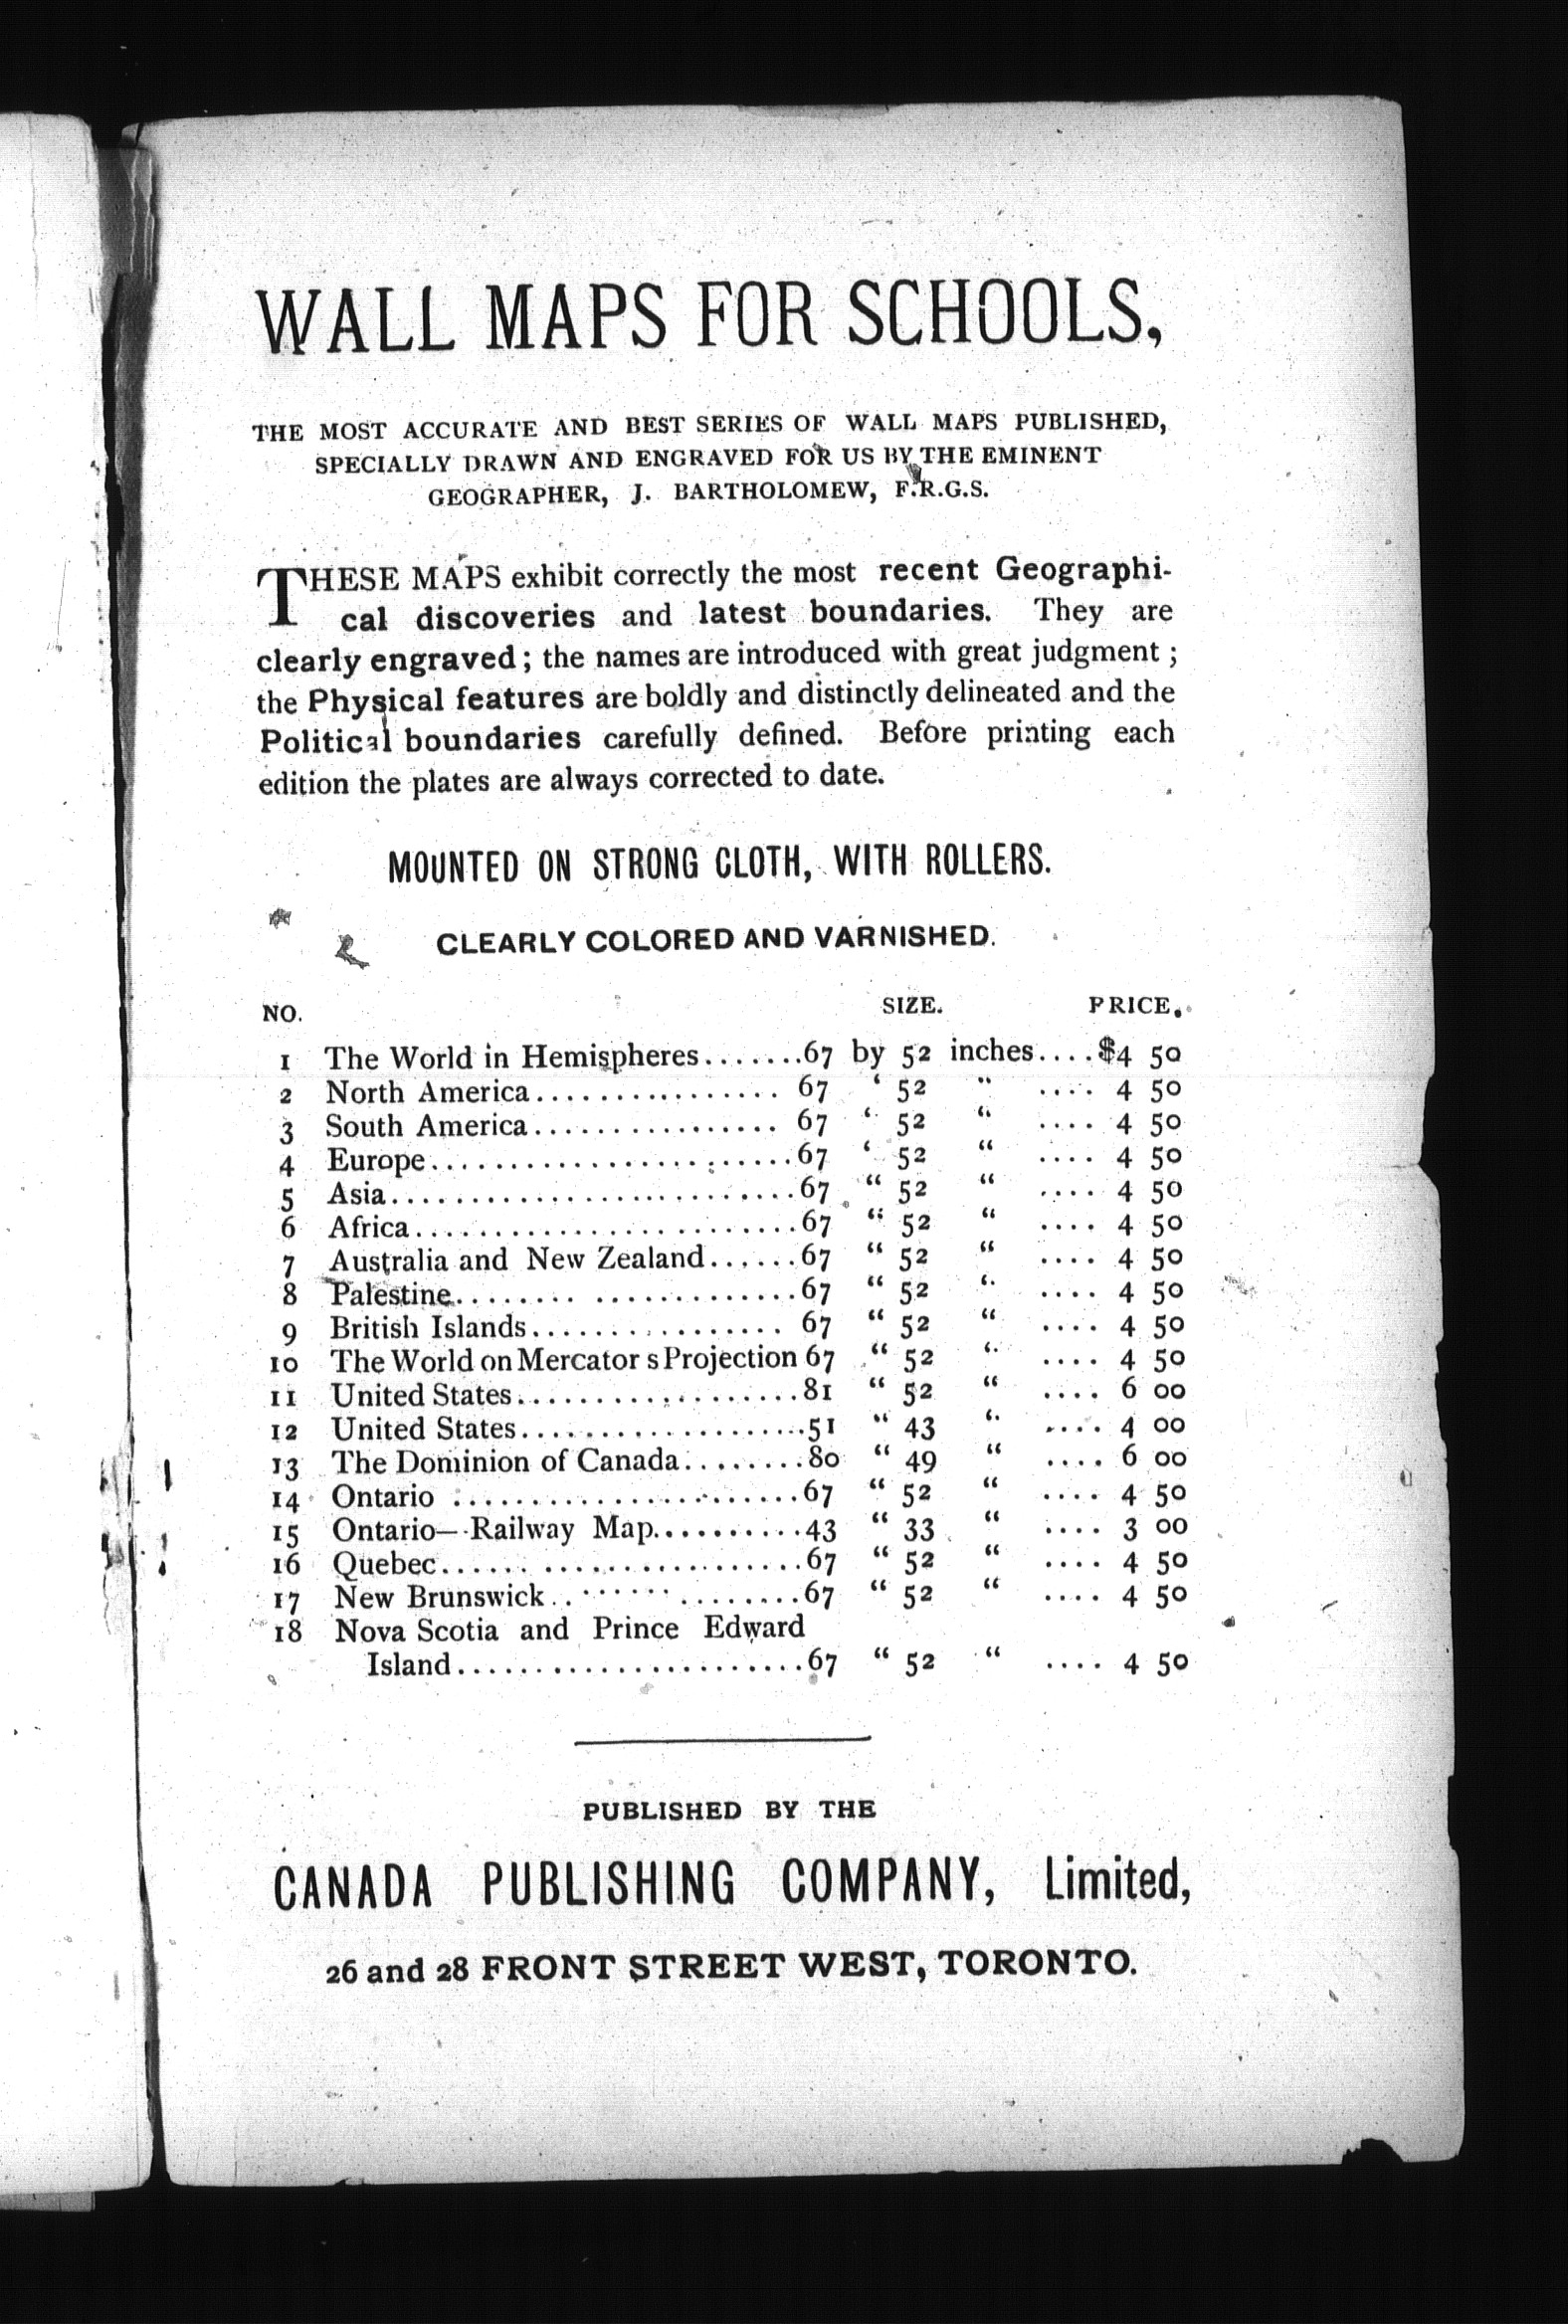 WALL MAPS FOR SCHOOLS,
THE MOST ACCURATE AND BEST SERIES OF WALL MAPS PUBLISHED,
SPECIALLY DRAWN AND ENGRAVED FOR US BY THE EMINENT
GEOGRAPHER, J. BARTHOLOMEW, F.R.G.S.
THESE MAPS exhibit correctly the most recent Geographi-
cal discoveries and latest boundaries. They are
clearly engraved; the names are introduced with great judgment;
the Physical features are boldly and distinctly delineated and the
Political boundaries carefully defined. Before printing each
edition the plates are always corrected to date.
MOUNTED ON STRONG CLOTH, WITH ROLLERS.
CLEARLY COLORED AND VARNISHED.
NO. SIZE. PRICE.
1 The World in Hemispheres.......67 by 52 inches....$4 50
2 North America................ 67 ‘ 52 “ .... 4 50
3 South America................ 67 ‘ 52 “ .... 4 50
4 Europe.......................67 ‘ 52 “ .... 4 50
5 Asia..........................67 “ 52 “ .... 4 50
6 Africa........................67 “ 52 “ .... 4 50
7 Australia and New Zealand......67 “ 52 “ .... 4 50
8 Palestine........ .............67 “ 52 “ .... 4 50
9 British Islands................ 67 “ 52 “ .... 4 50
10 The World on Mercator s Projection 67 “ 52 “ .... 4 50
11 United States..................81 “ 52 “ .... 6 00
12 United States..................51 “ 43 “ .... 4 00
13 The Dominion of Canada........80 “ 49 “ .... 6 00
14 Ontario ......................67 “ 52 “ .... 4 50
15 Ontario—Railway Map..........43 “ 33 “ .... 3 00
16 Quebec...... .................67 “ 52 “ .... 4 50
17 New Brunswick........ ........67 “ 52 “ .... 4 50
18 Nova Scotia and Prince Edward
Island......................67 “ 52 “ .... 4 50
PUBLISHED BY THE
CANADA PUBLISHING COMPANY, Limited,
26 and 28 FRONT STREET WEST, TORONTO.